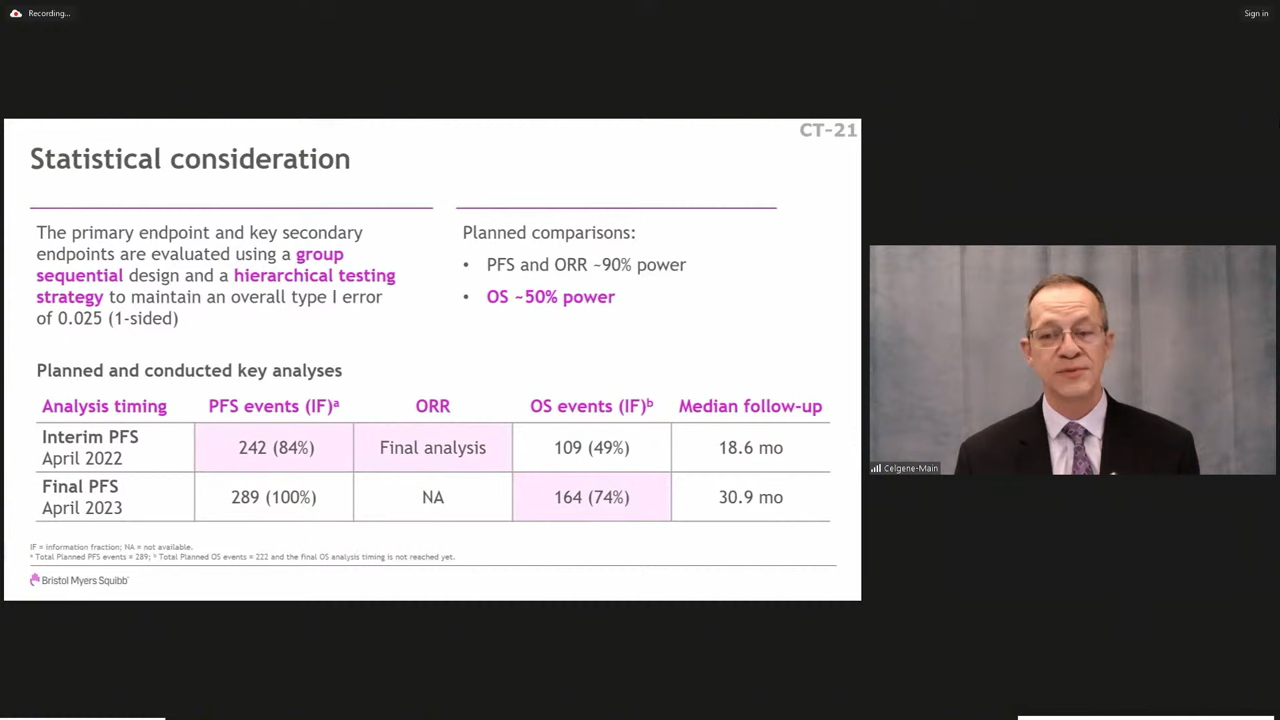 Recording...
Sign in
CT-21
Statistical consideration
The primary endpoint and key secondary
endpoints are evaluated using a group
sequential design and a hierarchical testing
strategy to maintain an overall type I error
of 0.025 (1-sided)
Planned comparisons:
• PFS and ORR ~90% power
• OS ~50% power
Planned and conducted key analyses
Analysis timing PFS events (IF)ᵃ ORR OS events (IF)ᵇ Median follow-up
Interim PFS
April 2022
242 (84%) Final analysis 109 (49%) 18.6 mo
Final PFS
April 2023
289 (100%) NA 164 (74%) 30.9 mo
IF = information fraction; NA = not available.
ᵃ Total Planned PFS events = 289; ᵇ Total Planned OS events = 222 and the final OS analysis timing is not reached yet.
Bristol Myers Squibb
Celgene-Main